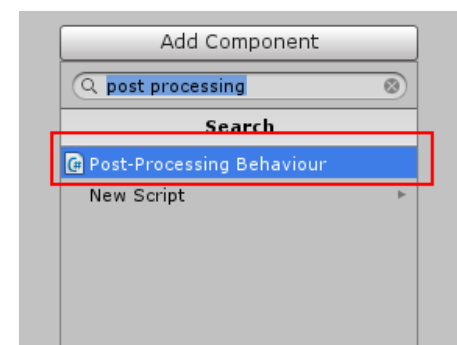 Add Component
post processing
Search
Post-Processing Behaviour
New Script